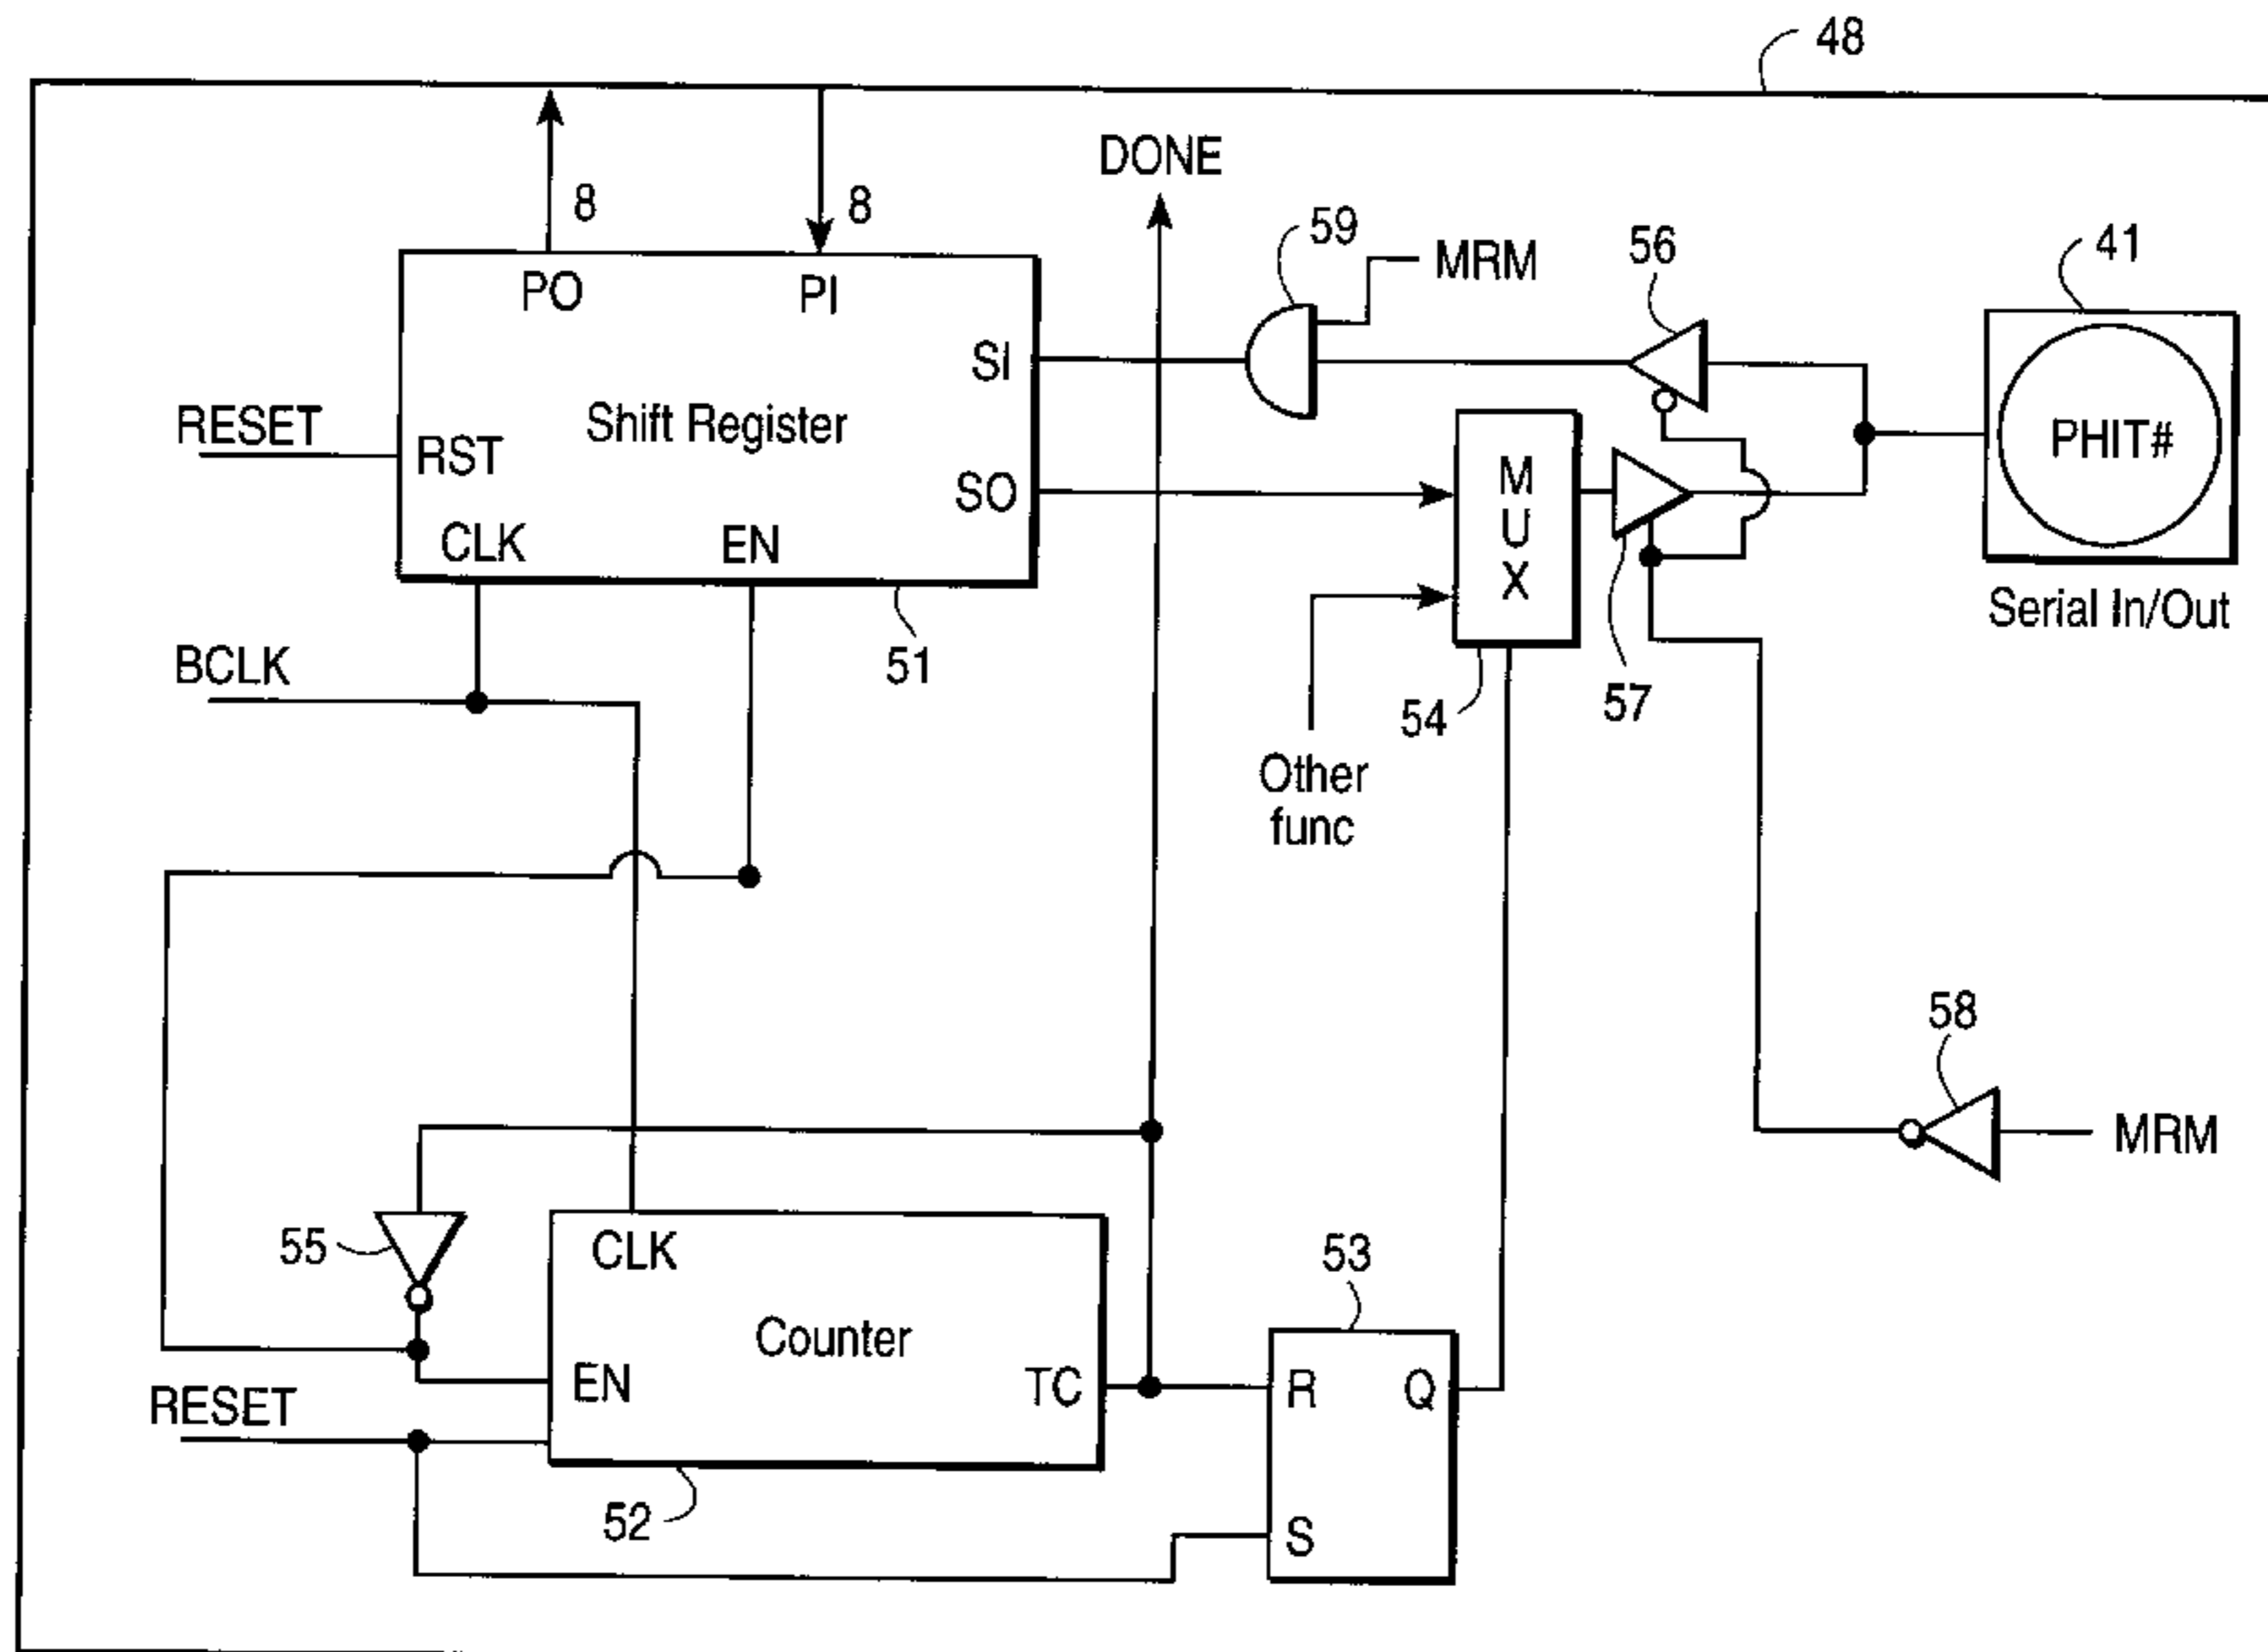 48
DONE
8
8
59
MRM
56
41
PO
PI
SI
PHIT#
RESET
RST
Shift Register
MUX
SO
CLK
EN
Serial In/Out
BCLK
51
57
54
Other
func
58
MRM
55
CLK
53
Counter
EN
TC
R
Q
RESET
52
S